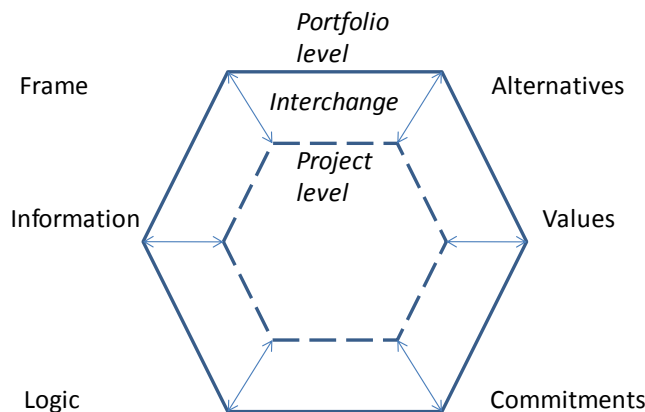 Portfolio
level
Frame
Alternatives
Interchange
Project
level
Information
Values
Logic
Commitments